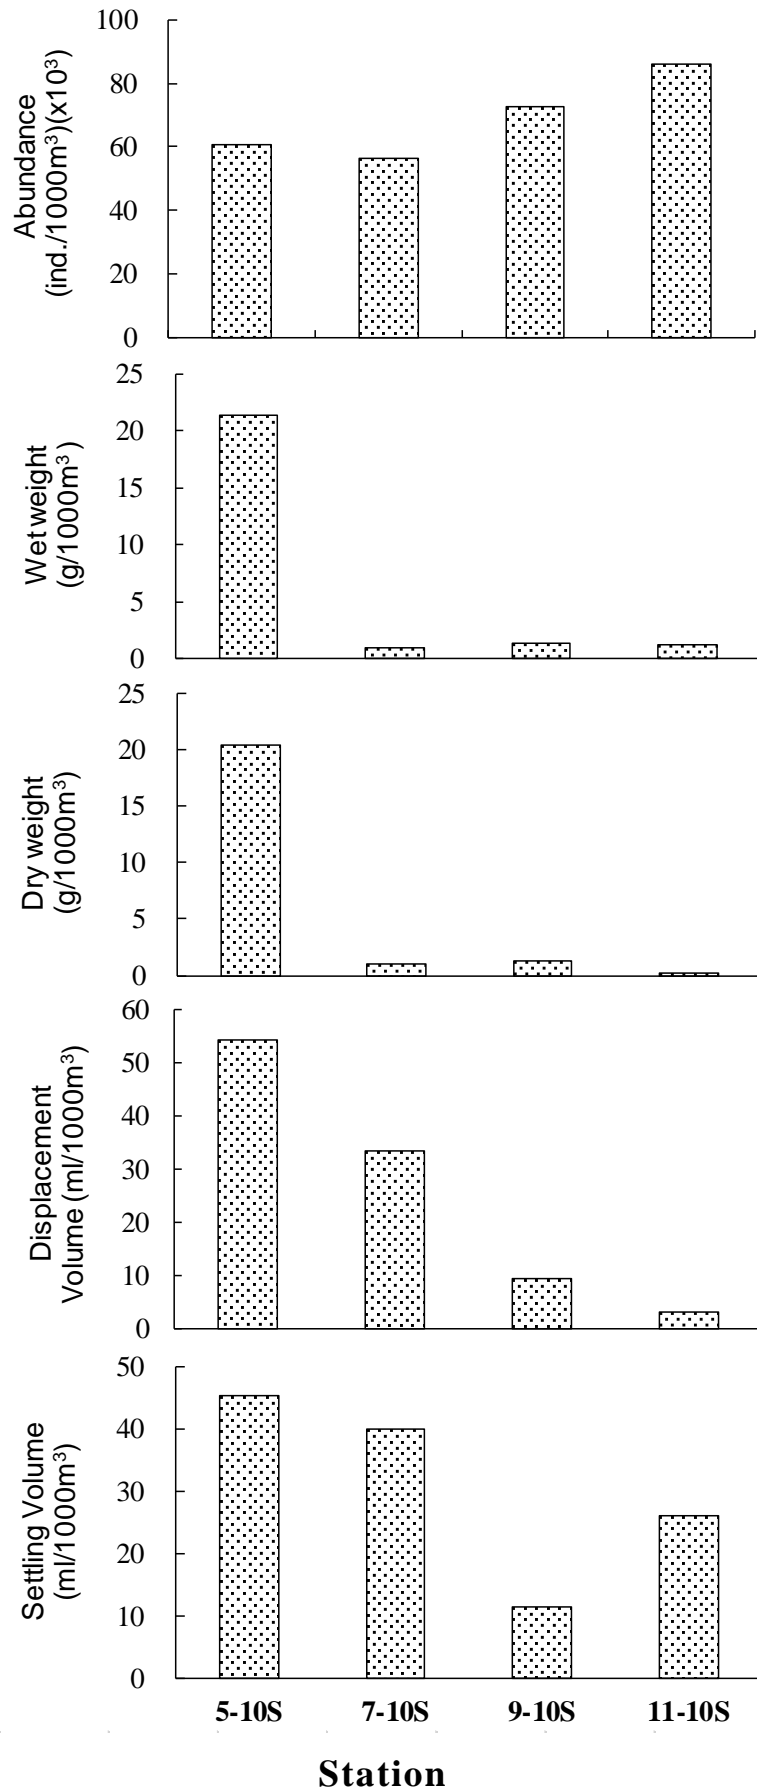 Abundance
(ind./1000m³)(x10³)
100
80
60
40
20
0
Wet weight
(g/1000m³)
25
20
15
10
5
0
Dry weight
(g/1000m³)
25
20
15
10
5
0
Displacement
Volume (ml/1000m³)
60
50
40
30
20
10
0
Settling Volume
(ml/1000m³)
50
40
30
20
10
0
5-10S 7-10S 9-10S 11-10S
Station